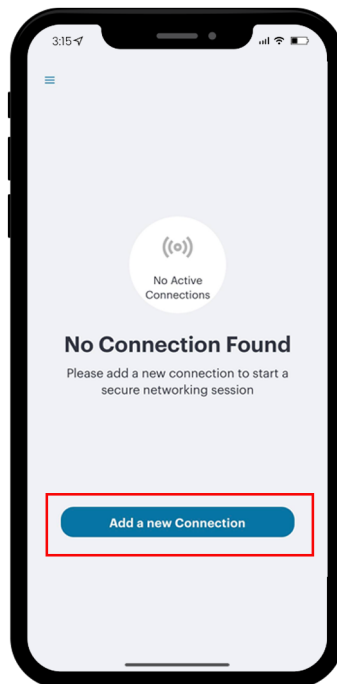 3:15
No Active
Connections
No Connection Found
Please add a new connection to start a
secure networking session
Add a new Connection